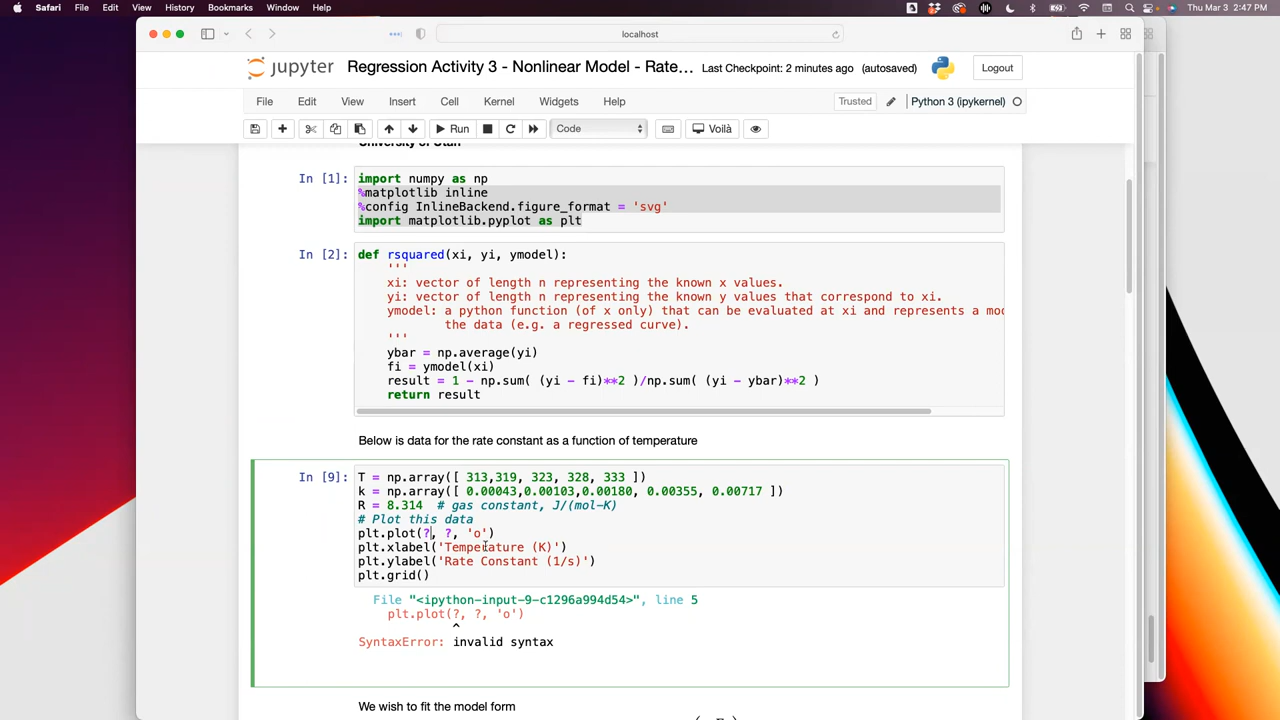 Safari File Edit View History Bookmarks Window Help Thu Mar 3 2:47 PM
localhost
jupyter Regression Activity 3 - Nonlinear Model - Rate... Last Checkpoint: 2 minutes ago (autosaved) Logout
File Edit View Insert Cell Kernel Widgets Help Trusted Python 3 (ipykernel)
Run Code Voilà
University of Utah
In [1]: import numpy as np
%matplotlib inline
%config InlineBackend.figure_format = 'svg'
import matplotlib.pyplot as plt
In [2]: def rsquared(xi, yi, ymodel):
'''
xi: vector of length n representing the known x values.
yi: vector of length n representing the known y values that correspond to xi.
ymodel: a python function (of x only) that can be evaluated at xi and represents a mo
the data (e.g. a regressed curve).
'''
ybar = np.average(yi)
fi = ymodel(xi)
result = 1 - np.sum( (yi - fi)**2 )/np.sum( (yi - ybar)**2 )
return result
Below is data for the rate constant as a function of temperature
In [9]: T = np.array([ 313,319, 323, 328, 333 ])
k = np.array([ 0.00043,0.00103,0.00180, 0.00355, 0.00717 ])
R = 8.314 # gas constant, J/(mol-K)
# Plot this data
plt.plot(?, ?, 'o')
plt.xlabel('Temperature (K)')
plt.ylabel('Rate Constant (1/s)')
plt.grid()
File "<ipython-input-9-c1296a994d54>", line 5
plt.plot(?, ?, 'o')
^
SyntaxError: invalid syntax
We wish to fit the model form